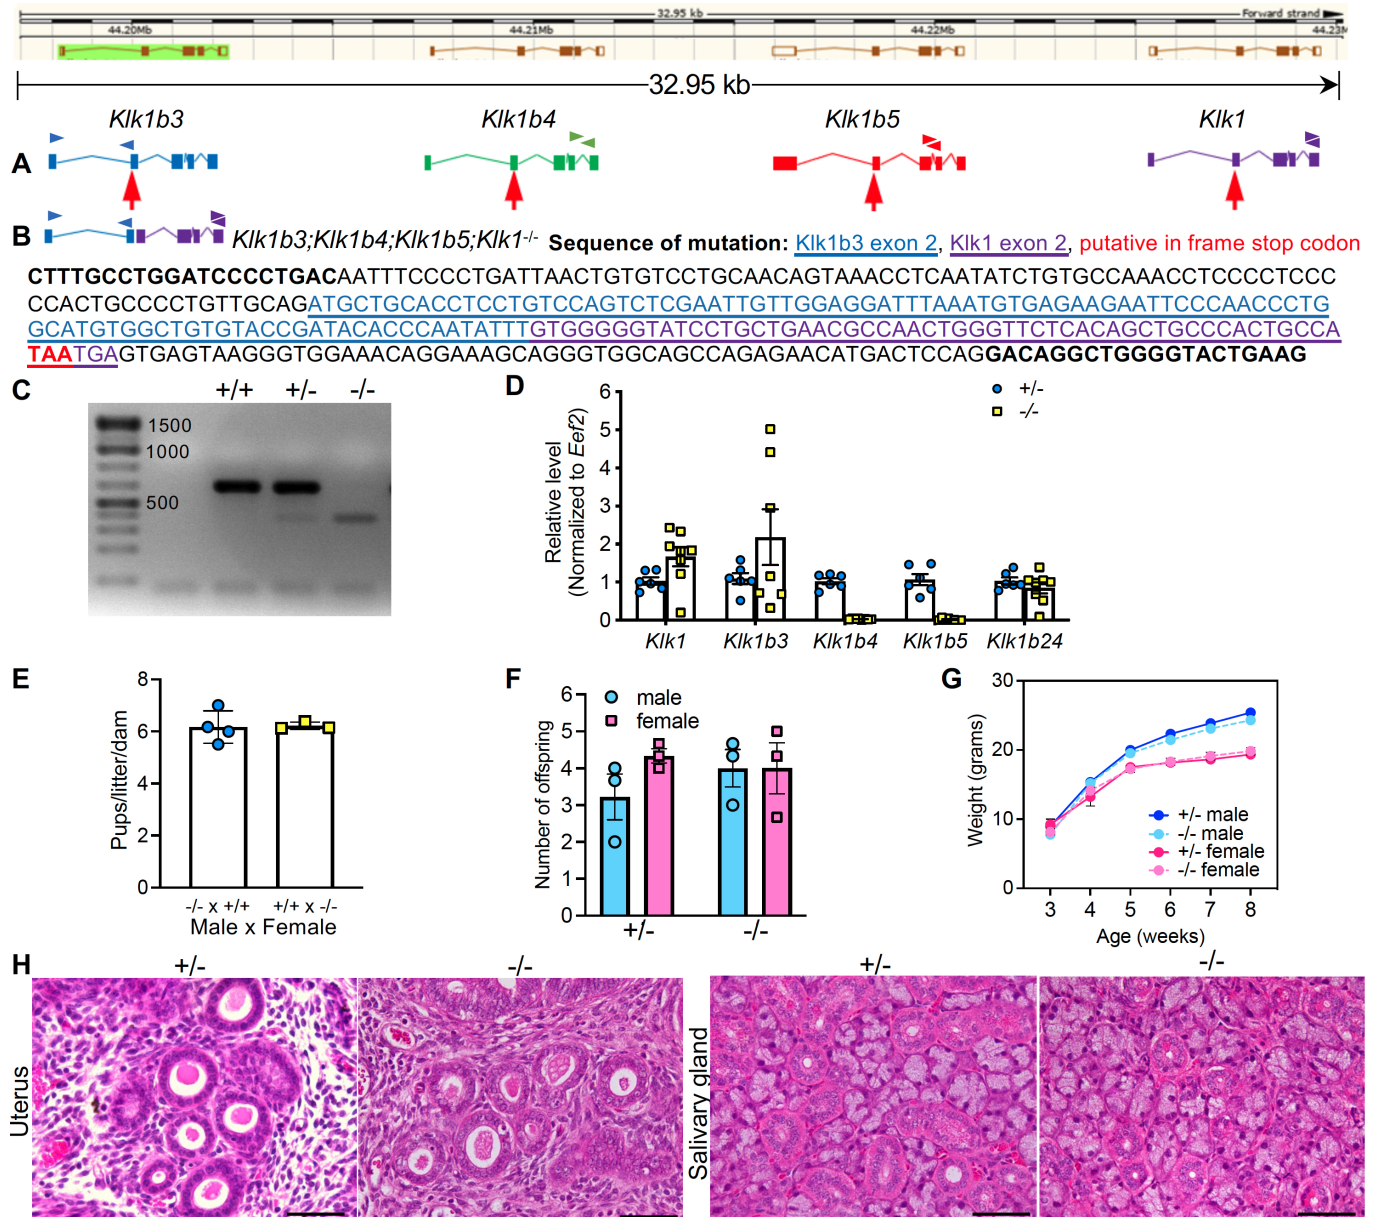 32.95 kb Forward strand
44.20Mb 44.21Mb 44.22Mb 44.23M
32.95 kb
Klk1b3 Klk1b4 Klk1b5 Klk1
A
B Klk1b3;Klk1b4;Klk1b5;Klk1-/- Sequence of mutation: Klk1b3 exon 2, Klk1 exon 2, putative in frame stop codon
CTTTGCCTGGATCCCCTGACAATTTCCCCTGATTAACTGTGTCCTGCAACAGTAAACCTCAATATCTGTGCCAAACCTCCCCTCCC
CCACTGCCCCTGTTGCAGATGCTGCACCTCCTGTCCAGTCTCGAATTGTTGGAGGATTTAAATGTGAGAAGAATTCCCAACCCTG
GCATGTGGCTGTGTACCGATACACCCAATATTTGTGGGGGTATCCTGCTGAACGCCAACTGGGTTCTCACAGCTGCCCACTGCCA
TAATGAGTGAGTAAGGGTGGAAACAGGAAAGCAGGGTGGCAGCCAGAGAACATGACTCCAGGACAGGCTGGGGTACTGAAG
C
+/+ +/- -/-
1500
1000
500
D
+/-
-/-
Relative level
(Normalized to Eef2)
6
5
4
3
2
1
0
Klk1 Klk1b3 Klk1b4 Klk1b5 Klk1b24
E
Pups/litter/dam
8
6
4
2
0
-/- x +/+ +/+ x -/-
Male x Female
F
male
female
Number of offspring
6
5
4
3
2
1
0
+/- -/-
G
Weight (grams)
30
20
10
0
+/- male
-/- male
+/- female
-/- female
3 4 5 6 7 8
Age (weeks)
H
+/- -/- +/- -/-
Uterus
Salivary gland